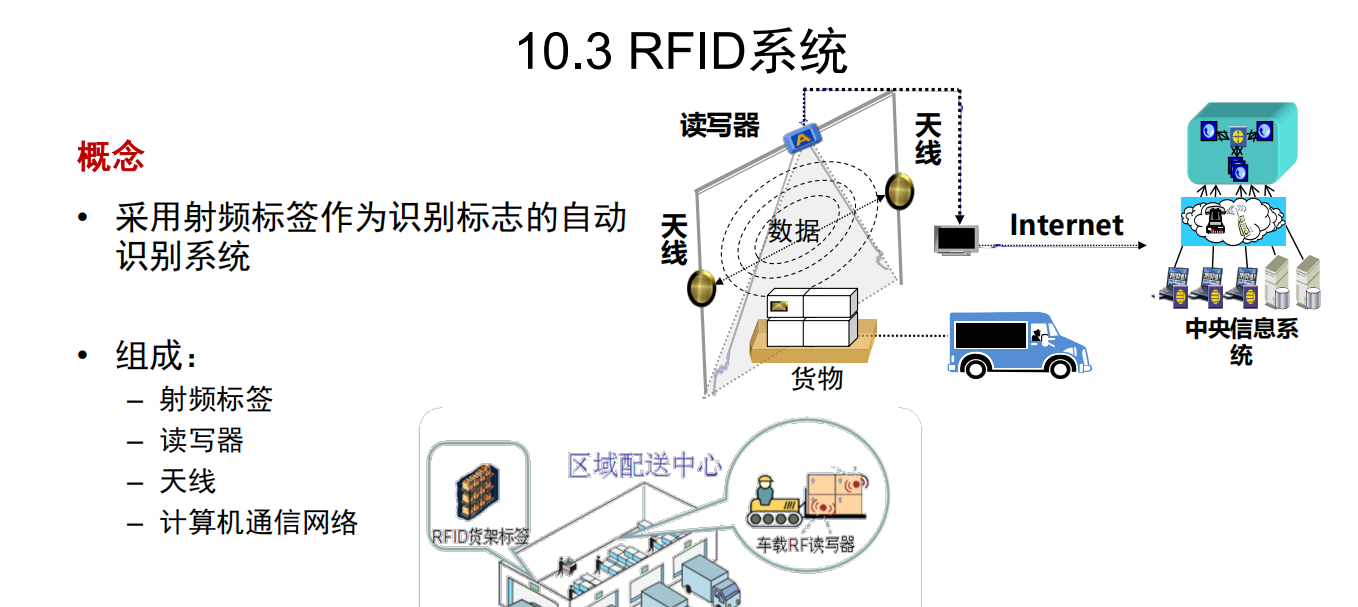 10.3 RFID系统
概念
• 采用射频标签作为识别标志的自动
识别系统
• 组成：
– 射频标签
– 读写器
– 天线
– 计算机通信网络
读写器
天线
天线
数据
货物
Internet
中央信息系
统
区域配送中心
RFID货架标签
车载RF读写器